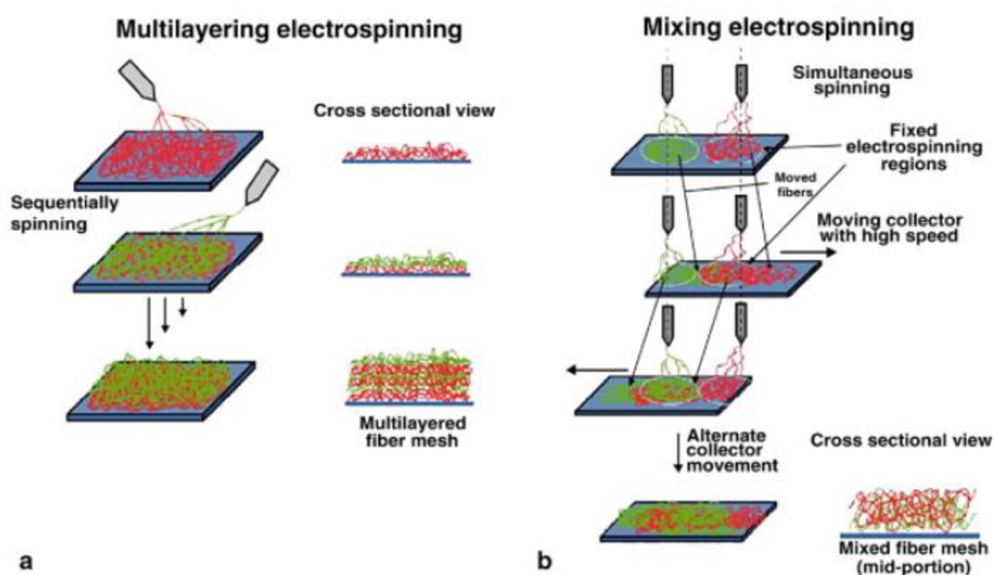 Multilayering electrospinning
Cross sectional view
Sequentially
spinning
Multilayered
fiber mesh
a
Mixing electrospinning
Simultaneous
spinning
Fixed
electrospinning
regions
Moved
fibers
Moving collector
with high speed
Alternate
collector
movement
Cross sectional view
Mixed fiber mesh
(mid-portion)
b